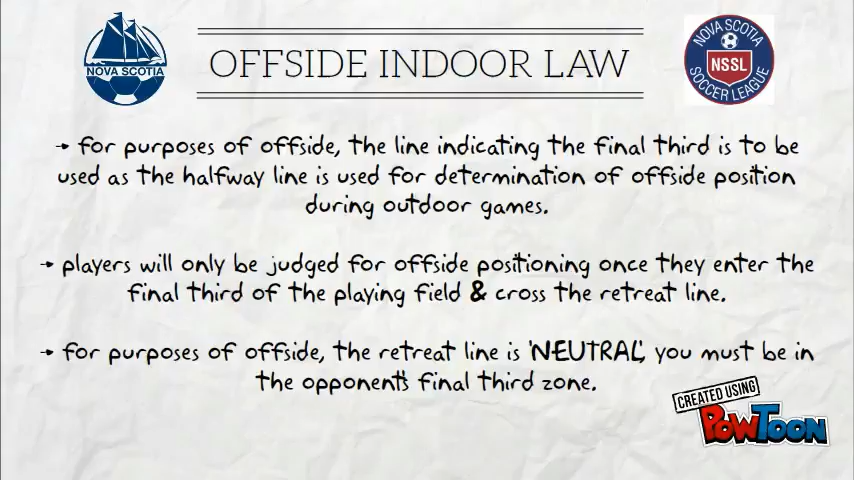 NOVA SCOTIA
OFFSIDE INDOOR LAW
NOVA SCOTIA
NSSL
SOCCER LEAGUE
→ for purposes of offside, the line indicating the final third is to be
used as the halfway line is used for determination of offside position
during outdoor games.
→ players will only be judged for offside positioning once they enter the
final third of the playing field & cross the retreat line.
→ for purposes of offside, the retreat line is 'NEUTRAL', you must be in
the opponent's final third zone.
CREATED USING
POWTOON